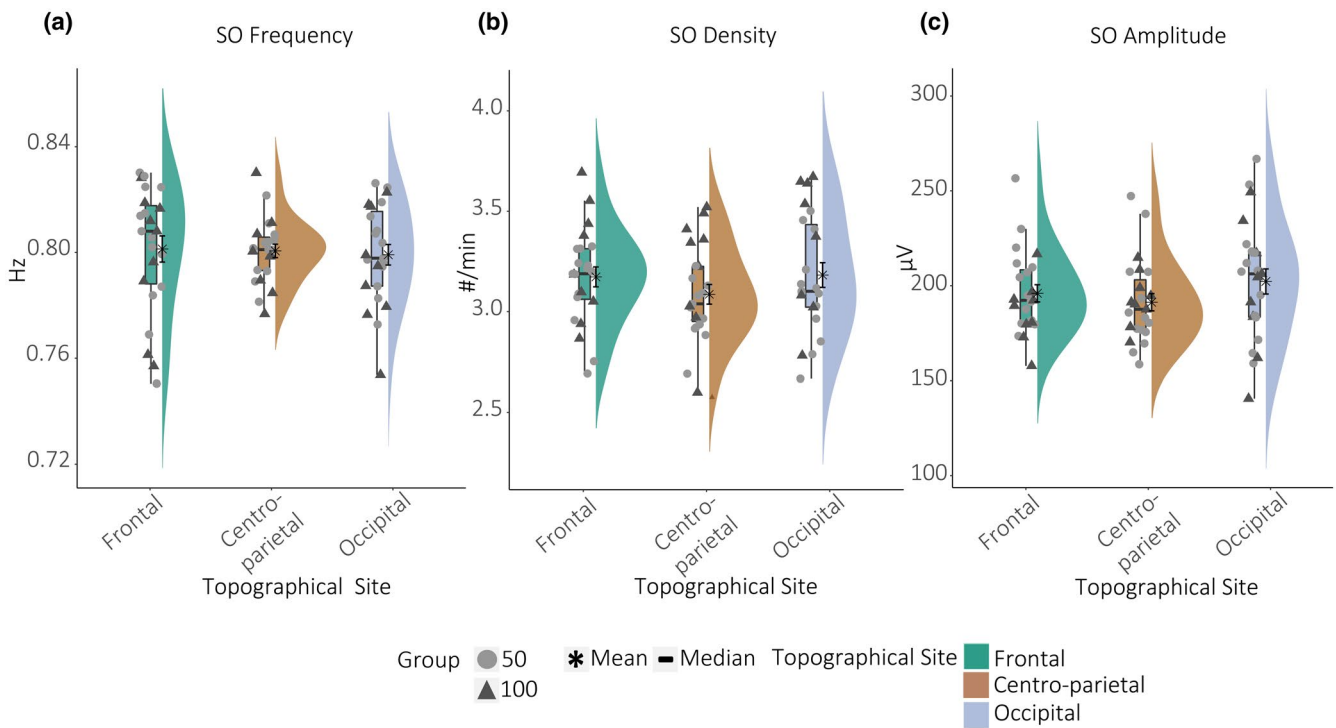 (a)
SO Frequency
0.84
0.80
0.76
0.72
Hz
Frontal
Centro-
parietal
Occipital
Topographical Site
(b)
SO Density
4.0
3.5
3.0
2.5
#/min
Frontal
Centro-
parietal
Occipital
Topographical Site
(c)
SO Amplitude
300
250
200
150
100
µV
Frontal
Centro-
parietal
Occipital
Topographical Site
Group 50 Mean Median Topographical Site Frontal
100 Centro-parietal
Occipital